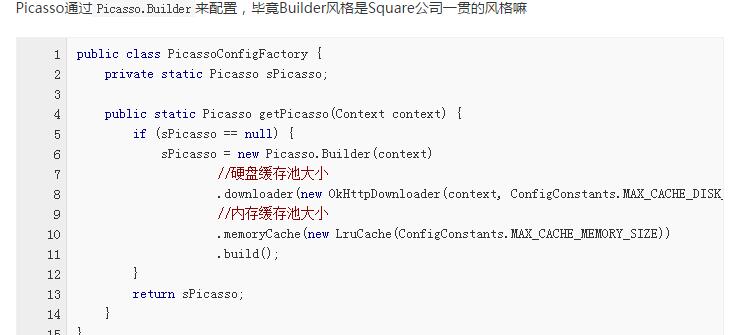 Picasso通过 Picasso.Builder 来配置，毕竟Builder风格是Square公司一贯的风格嘛
1 public class PicassoConfigFactory {
2     private static Picasso sPicasso;
3
4     public static Picasso getPicasso(Context context) {
5         if (sPicasso == null) {
6             sPicasso = new Picasso.Builder(context)
7                     //硬盘缓存池大小
8                     .downloader(new OkHttpDownloader(context, ConfigConstants.MAX_CACHE_DISK_
9                     //内存缓存池大小
10                     .memoryCache(new LruCache(ConfigConstants.MAX_CACHE_MEMORY_SIZE))
11                     .build();
12         }
13         return sPicasso;
14     }
15 }